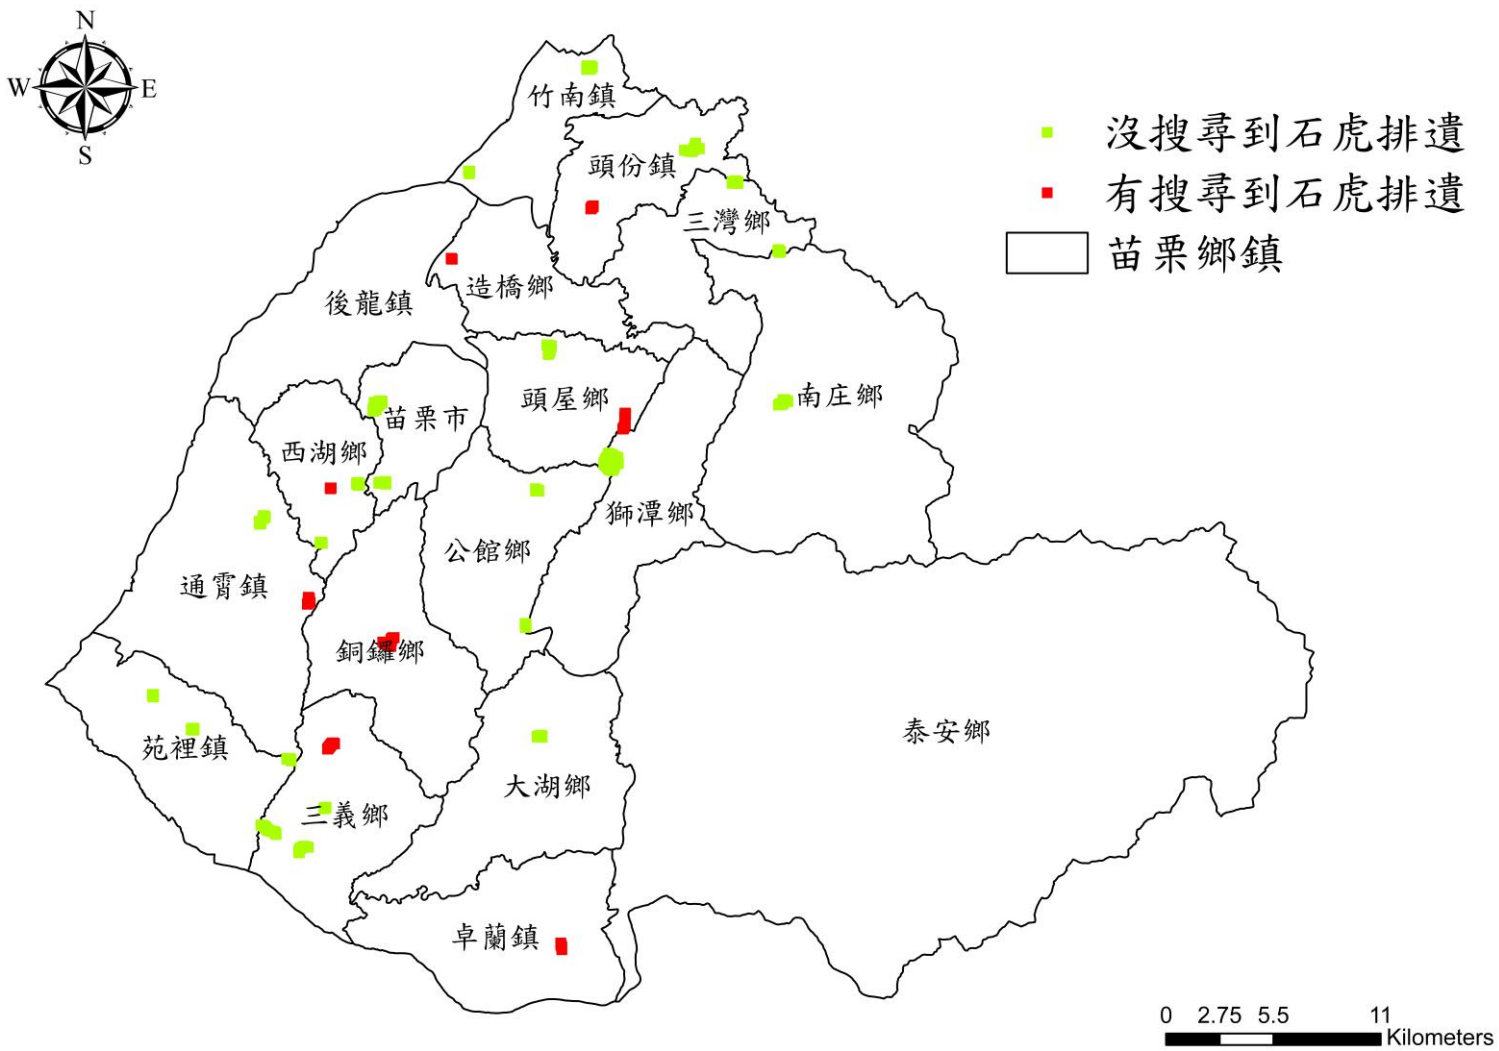 N
W
E
S
沒搜尋到石虎排遺
有搜尋到石虎排遺
苗栗鄉鎮
竹南鎮
頭份鎮
三灣鄉
造橋鄉
後龍鎮
頭屋鄉
南庄鄉
苗栗市
西湖鄉
獅潭鄉
公館鄉
通霄鎮
銅鑼鄉
泰安鄉
苑裡鎮
大湖鄉
三義鄉
卓蘭鎮
0 2.75 5.5 11
Kilometers